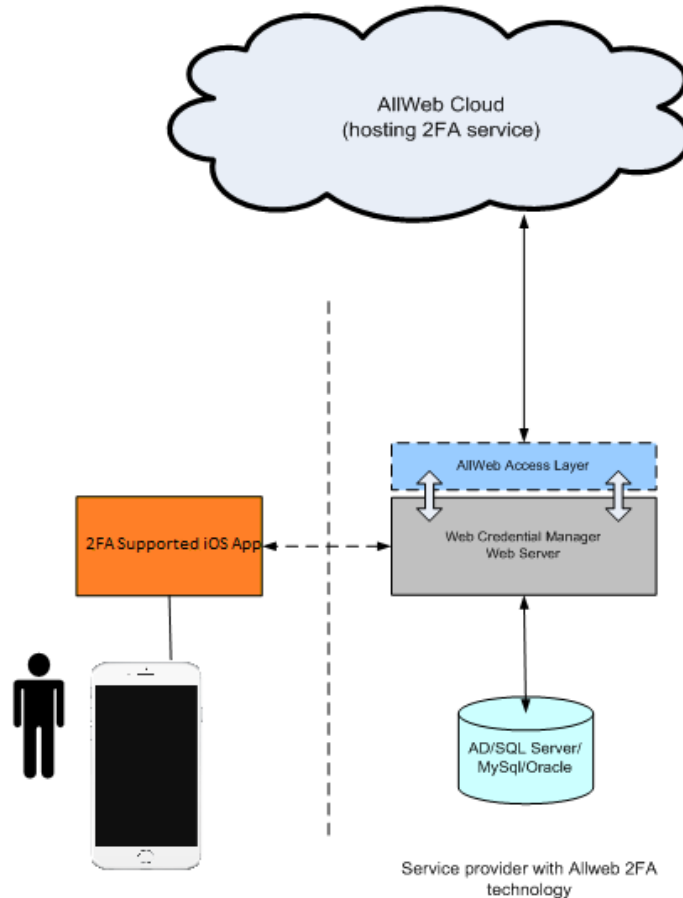 AllWeb Cloud
(hosting 2FA service)
AllWeb Access Layer
2FA Supported iOS App
Web Credential Manager
Web Server
AD/SQL Server/
MySql/Oracle
Service provider with Allweb 2FA
technology